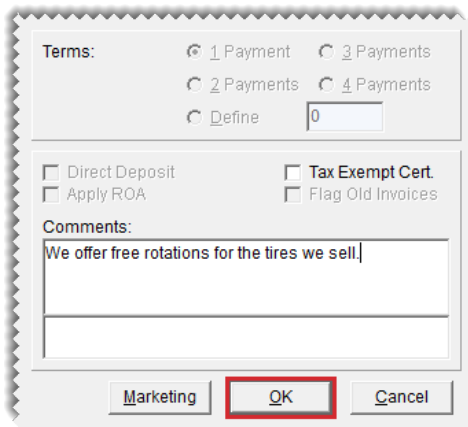 Terms: 1 Payment 3 Payments
2 Payments 4 Payments
Define 0
Direct Deposit Tax Exempt Cert.
Apply ROA Flag Old Invoices
Comments:
We offer free rotations for the tires we sell.
Marketing OK Cancel